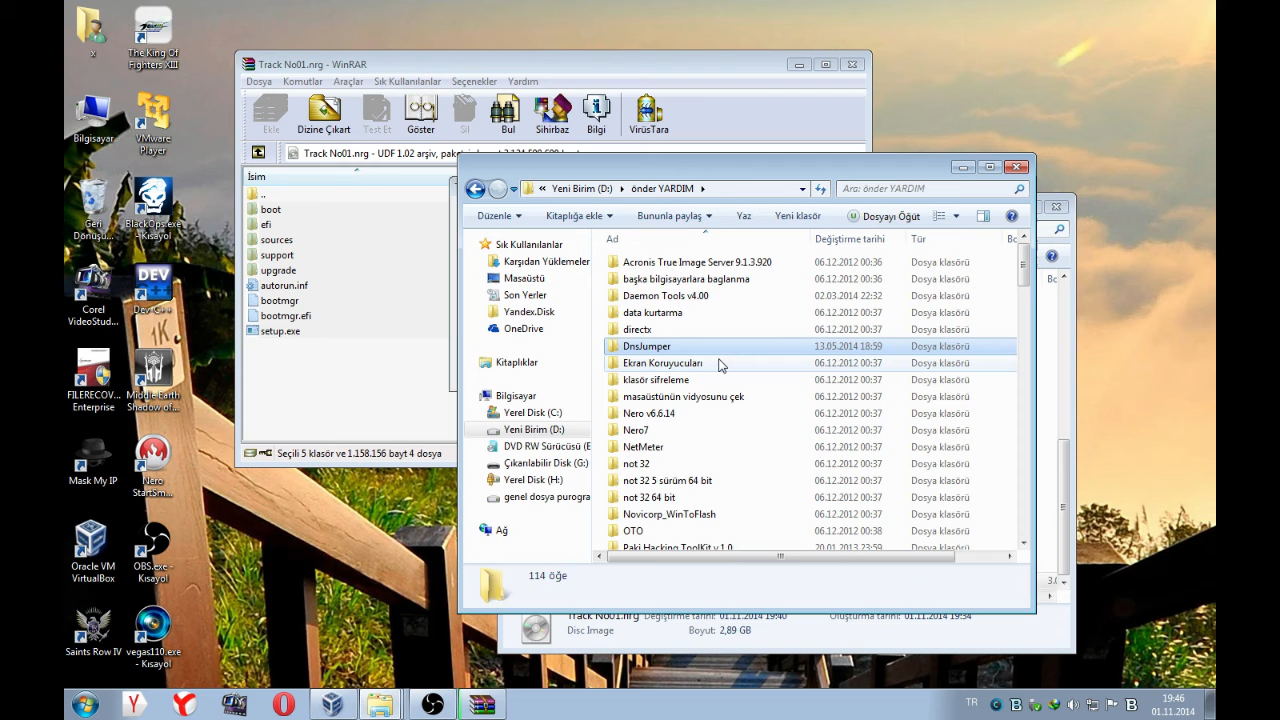 x
The King Of
Fighters XIII
Bilgisayar
VMware
Player
Geri
Dönüşü...
BlackOps.exe
- Kısayol
Corel
VideoStud...
DEV
Dev-C++
FILERECOV...
Enterprise
Middle Earth
Shadow of...
Mask My IP
Nero
StartSm...
Oracle VM
VirtualBox
OBS.exe -
Kısayol
Saints Row IV
vegas110.exe
- Kısayol
1K.
Track No01.nrg - WinRAR
Dosya Komutlar Araçlar Sık Kullanılanlar Seçenekler Yardım
Ekle Dizine Çıkart Test Et Göster Sil Bul Sihirbaz Bilgi VirüsTara
Track No01.nrg - UDF 1.02 arşiv,
İsim
..
boot
efi
sources
support
upgrade
autorun.inf
bootmgr
bootmgr.efi
setup.exe
Seçili 5 klasör ve 1.158.156 bayt 4 dosya
« Yeni Birim (D:) önder YARDIM
Ara: önder YARDIM
Düzenle Kitaplığa ekle Bununla paylaş Yaz Yeni klasör Dosyayı Öğüt
Sık Kullanılanlar
Karşıdan Yüklemeler
Masaüstü
Son Yerler
Yandex.Disk
OneDrive
Kitaplıklar
Bilgisayar
Yerel Disk (C:)
Yeni Birim (D:)
DVD RW Sürücüsü (E
Çıkanlabilir Disk (G:)
Yerel Disk (H:)
genel dosya purogra
Ağ
Ad Değiştirme tarihi Tür Bo
Acronis True Image Server 9.1.3.920 06.12.2012 00:36 Dosya klasörü
başka bilgisayarlara baglanma 06.12.2012 00:36 Dosya klasörü
Daemon Tools v4.00 02.03.2014 22:32 Dosya klasörü
data kurtarma 06.12.2012 00:37 Dosya klasörü
directx 06.12.2012 00:37 Dosya klasörü
DnsJumper 13.05.2014 18:59 Dosya klasörü
Ekran Koruyucuları 06.12.2012 00:37 Dosya klasörü
klasör sifreleme 06.12.2012 00:37 Dosya klasörü
masaüstünün vidyosunu çek 06.12.2012 00:37 Dosya klasörü
Nero v6.6.14 06.12.2012 00:37 Dosya klasörü
Nero7 06.12.2012 00:37 Dosya klasörü
NetMeter 06.12.2012 00:37 Dosya klasörü
not 32 06.12.2012 00:37 Dosya klasörü
not 32 5 sürüm 64 bit 06.12.2012 00:37 Dosya klasörü
not 32 64 bit 06.12.2012 00:37 Dosya klasörü
Novicorp_WinToFlash 06.12.2012 00:37 Dosya klasörü
OTO 06.12.2012 00:38 Dosya klasörü
Paki Hacking ToolKit v 1.0 20.01.2013 23:59 Dosya klasörü
114 öğe
Bc
3.0
Track No01.nrg Değiştirme tarihi: 01.11.2014 19:40 Oluşturma tarihi: 01.11.2014 19:34
Disc Image Boyut: 2,89 GB
TR
19:46
01.11.2014